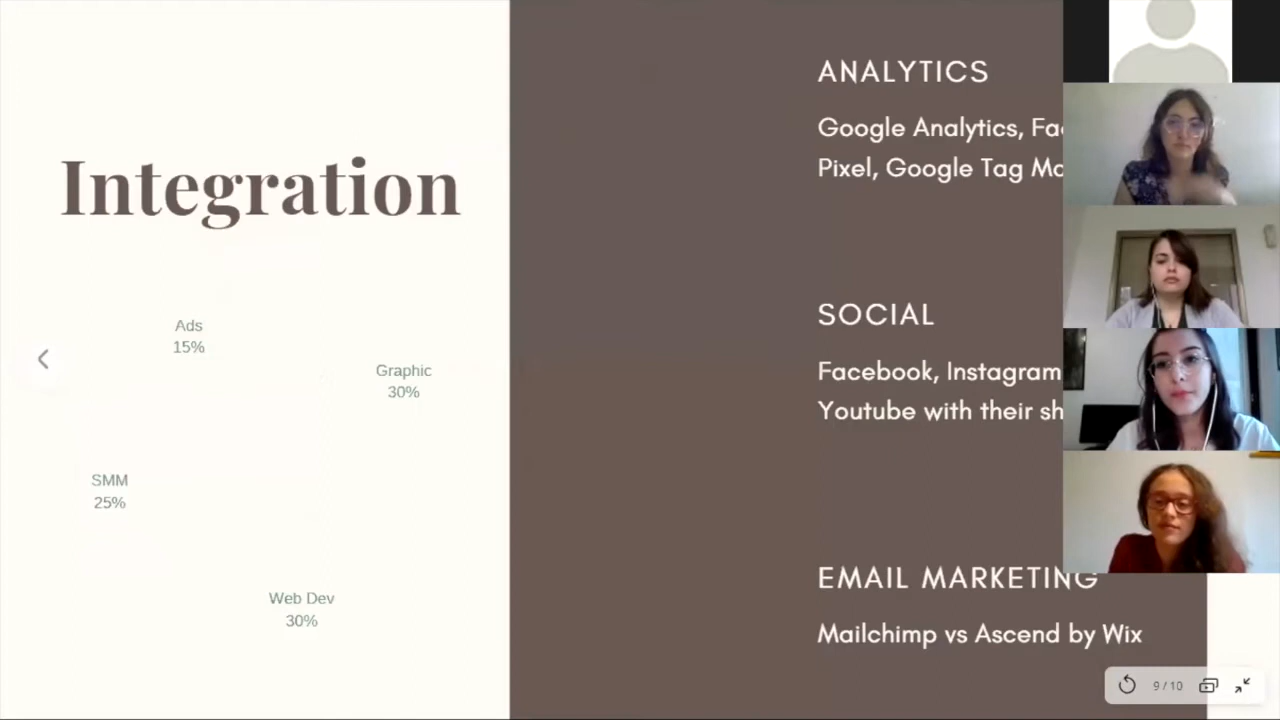 Integration
Ads
15%
Graphic
30%
SMM
25%
Web Dev
30%
ANALYTICS
Google Analytics,
Pixel, Google Tag
SOCIAL
Facebook, Instagram
Youtube with their
EMAIL MARKETING
Mailchimp vs Ascend by Wix
9 / 10